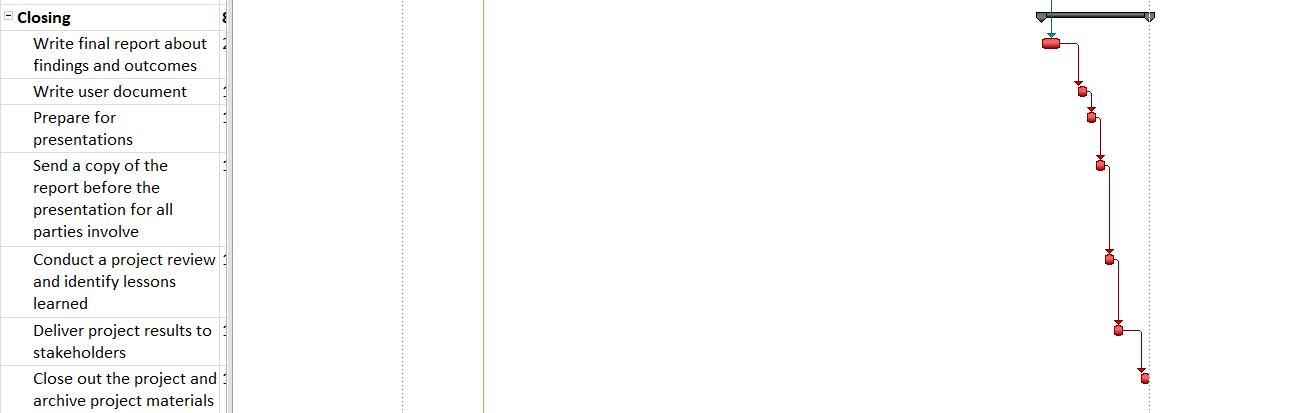 Closing
Write final report about
findings and outcomes
Write user document
Prepare for
presentations
Send a copy of the
report before the
presentation for all
parties involve
Conduct a project review
and identify lessons
learned
Deliver project results to
stakeholders
Close out the project and
archive project materials